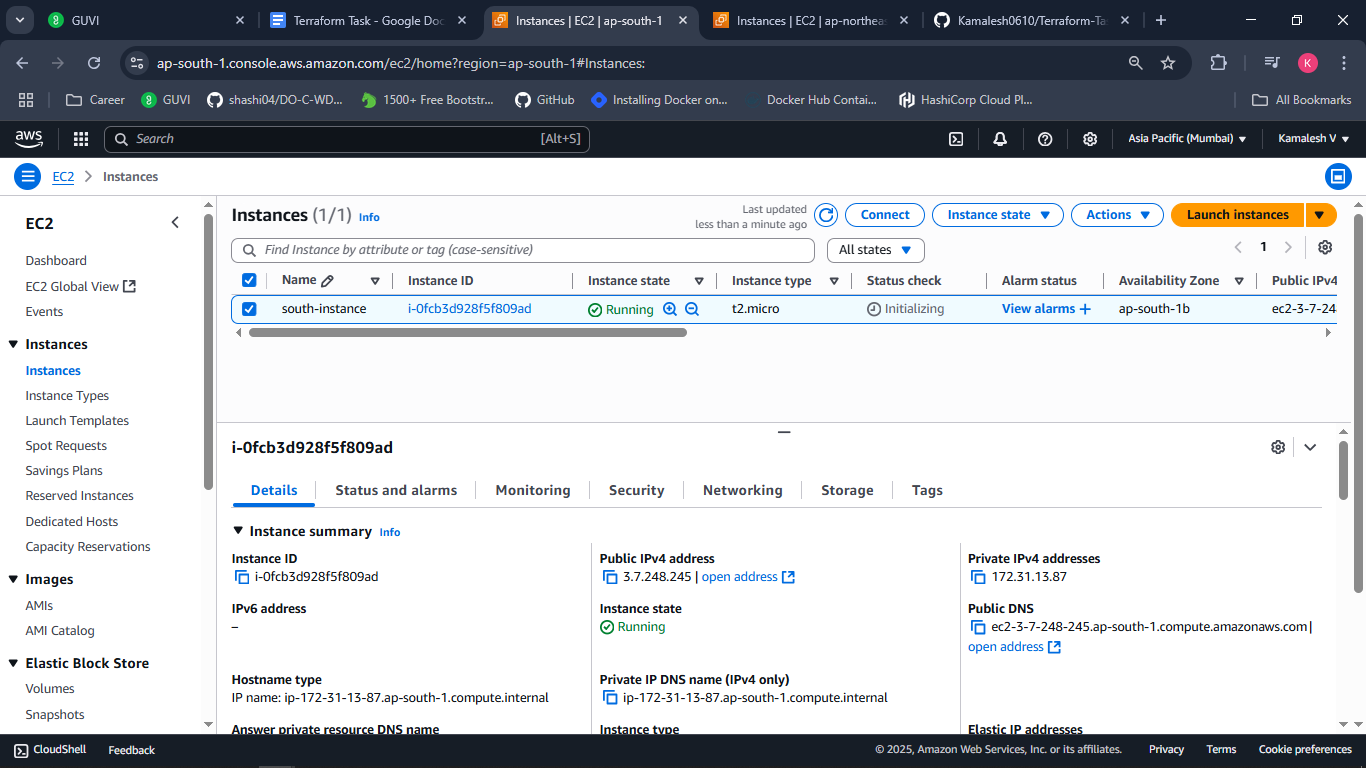 GUVI
Terraform Task - Google Doc
Instances | EC2 | ap-south-1
Instances | EC2 | ap-northea
Kamalesh0610/Terraform-Ta
ap-south-1.console.aws.amazon.com/ec2/home?region=ap-south-1#Instances:
K
Career
GUVI
shashi04/DO-C-WD...
1500+ Free Bootstr...
GitHub
Installing Docker on...
Docker Hub Contai...
HashiCorp Cloud Pl...
All Bookmarks
aws
Search
[Alt+S]
Asia Pacific (Mumbai)
Kamalesh V
EC2
Instances
EC2
Dashboard
EC2 Global View
Events
Instances
Instances
Instance Types
Launch Templates
Spot Requests
Savings Plans
Reserved Instances
Dedicated Hosts
Capacity Reservations
Images
AMIs
AMI Catalog
Elastic Block Store
Volumes
Snapshots
Instances (1/1) Info
Last updated
less than a minute ago
Connect
Instance state
Actions
Launch instances
Find Instance by attribute or tag (case-sensitive)
All states
1
Name Instance ID Instance state Instance type Status check Alarm status Availability Zone Public IPv4
south-instance i-0fcb3d928f5f809ad Running t2.micro Initializing View alarms + ap-south-1b ec2-3-7-24
i-0fcb3d928f5f809ad
Details Status and alarms Monitoring Security Networking Storage Tags
Instance summary Info
Instance ID
i-0fcb3d928f5f809ad
Public IPv4 address
3.7.248.245 | open address
Private IPv4 addresses
172.31.13.87
IPv6 address
–
Instance state
Running
Public DNS
ec2-3-7-248-245.ap-south-1.compute.amazonaws.com |
open address
Hostname type
IP name: ip-172-31-13-87.ap-south-1.compute.internal
Private IP DNS name (IPv4 only)
ip-172-31-13-87.ap-south-1.compute.internal
Answer private resource DNS name
Instance type
Elastic IP addresses
CloudShell
Feedback
© 2025, Amazon Web Services, Inc. or its affiliates.
Privacy
Terms
Cookie preferences